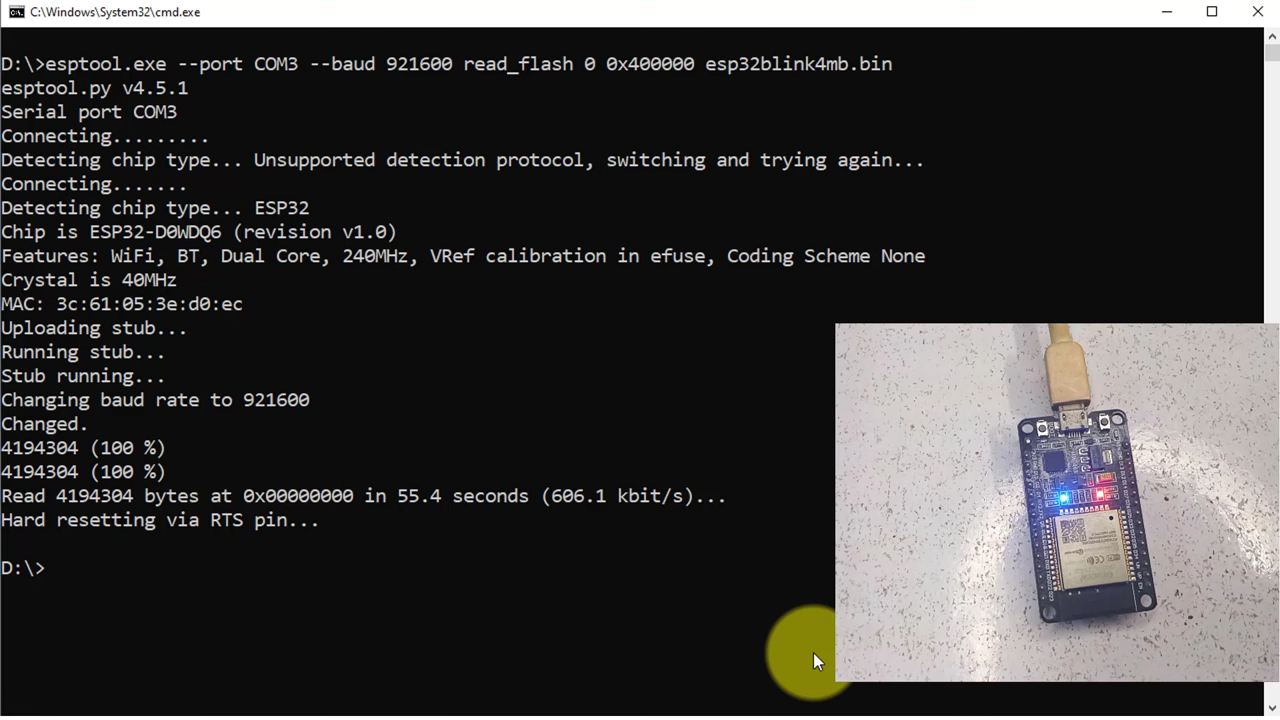 C:\Windows\System32\cmd.exe
D:\>esptool.exe --port COM3 --baud 921600 read_flash 0 0x400000 esp32blink4mb.bin
esptool.py v4.5.1
Serial port COM3
Connecting.........
Detecting chip type... Unsupported detection protocol, switching and trying again...
Connecting.......
Detecting chip type... ESP32
Chip is ESP32-D0WDQ6 (revision v1.0)
Features: WiFi, BT, Dual Core, 240MHz, VRef calibration in efuse, Coding Scheme None
Crystal is 40MHz
MAC: 3c:61:05:3e:d0:ec
Uploading stub...
Running stub...
Stub running...
Changing baud rate to 921600
Changed.
4194304 (100 %)
4194304 (100 %)
Read 4194304 bytes at 0x00000000 in 55.4 seconds (606.1 kbit/s)...
Hard resetting via RTS pin...
D:\>